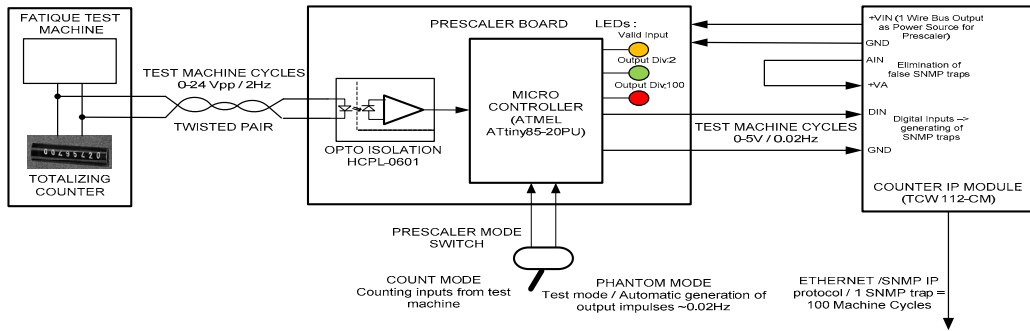 FATIQUE TEST
MACHINE
TEST MACHINE CYCLES
0-24 Vpp / 2Hz
TWISTED PAIR
00495420
TOTALIZING
COUNTER
PRESCALER BOARD
LEDs :
Valid Input
Output Div:2
Output Div:100
OPTO ISOLATION
HCPL-0601
MICRO
CONTROLLER
(ATMEL
ATtiny85-20PU)
TEST MACHINE CYCLES
0-5V / 0.02Hz
PRESCALER MODE
SWITCH
COUNT MODE
Counting inputs from test
machine
PHANTOM MODE
Test mode / Automatic generation of
output impulses ~0.02Hz
+VIN (1 Wire Bus Output
as Power Source for
Prescaler)
GND
AIN
Elimination of
false SNMP traps
+VA
DIN
Digital Inputs -->
generating of
SNMP traps
GND
COUNTER IP MODULE
(TCW 112-CM)
ETHERNET /SNMP IP
protocol / 1 SNMP trap =
100 Machine Cycles